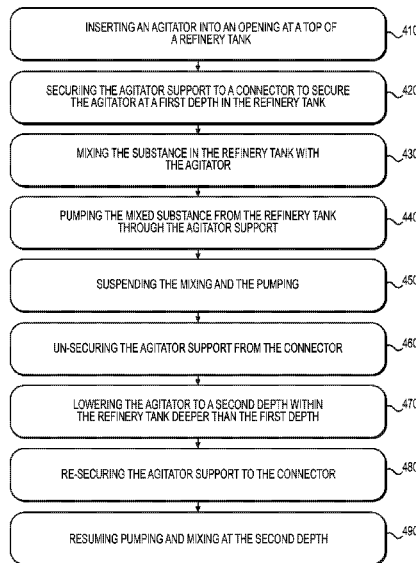 INSERTING AN AGITATOR INTO AN OPENING AT A TOP OF
A REFINERY TANK
410
SECURING THE AGITATOR SUPPORT TO A CONNECTOR TO SECURE
THE AGITATOR AT A FIRST DEPTH IN THE REFINERY TANK
420
MIXING THE SUBSTANCE IN THE REFINERY TANK WITH
THE AGITATOR
430
PUMPING THE MIXED SUBSTANCE FROM THE REFINERY TANK
THROUGH THE AGITATOR SUPPORT
440
SUSPENDING THE MIXING AND THE PUMPING
450
UN-SECURING THE AGITATOR SUPPORT FROM THE CONNECTOR
460
LOWERING THE AGITATOR TO A SECOND DEPTH WITHIN
THE REFINERY TANK DEEPER THAN THE FIRST DEPTH
470
RE-SECURING THE AGITATOR SUPPORT TO THE CONNECTOR
480
RESUMING PUMPING AND MIXING AT THE SECOND DEPTH
490